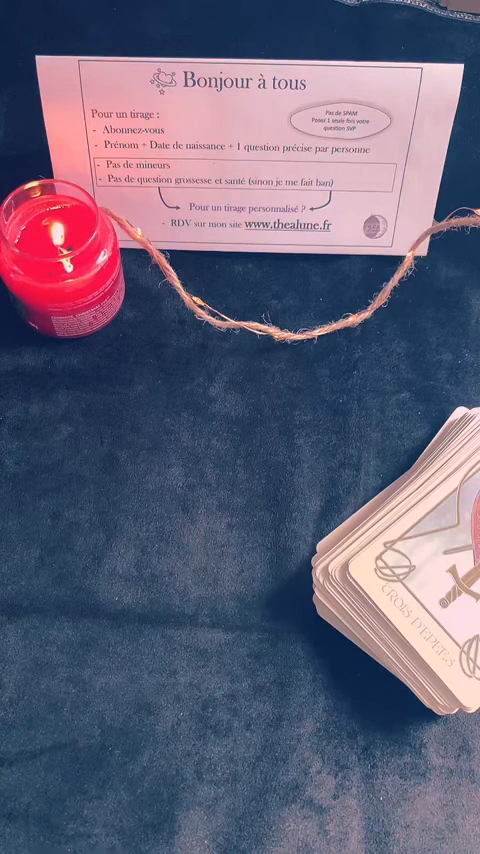 Bonjour à tous
Pas de SPAM
Posez 1 seule fois votre
question SVP
Pour un tirage :
- Abonnez-vous
- Prénom + Date de naissance + 1 question précise par personne
- Pas de mineurs
- Pas de question grossesse et santé (sinon je me fait ban)
Pour un tirage personnalisé ?
- RDV sur mon site www.thealune.fr
TROIS D'EPEES